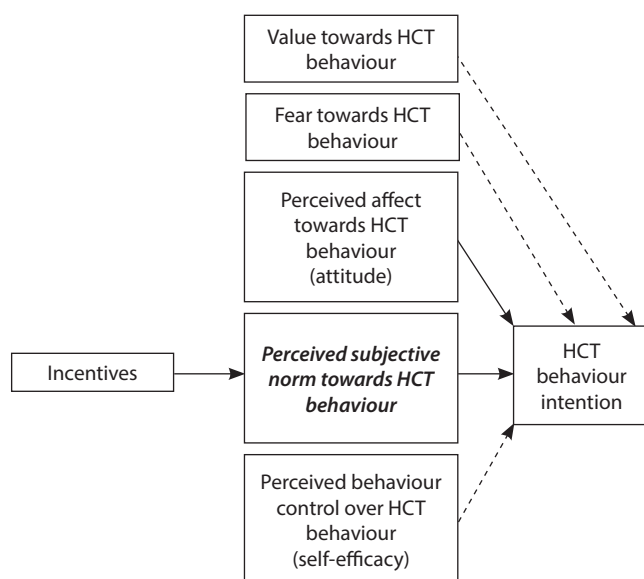 Value towards HCT
behaviour
Fear towards HCT
behaviour
Perceived affect
towards HCT
behaviour
(attitude)
Incentives
Perceived subjective
norm towards HCT
behaviour
HCT
behaviour
intention
Perceived behaviour
control over HCT
behaviour
(self-efficacy)